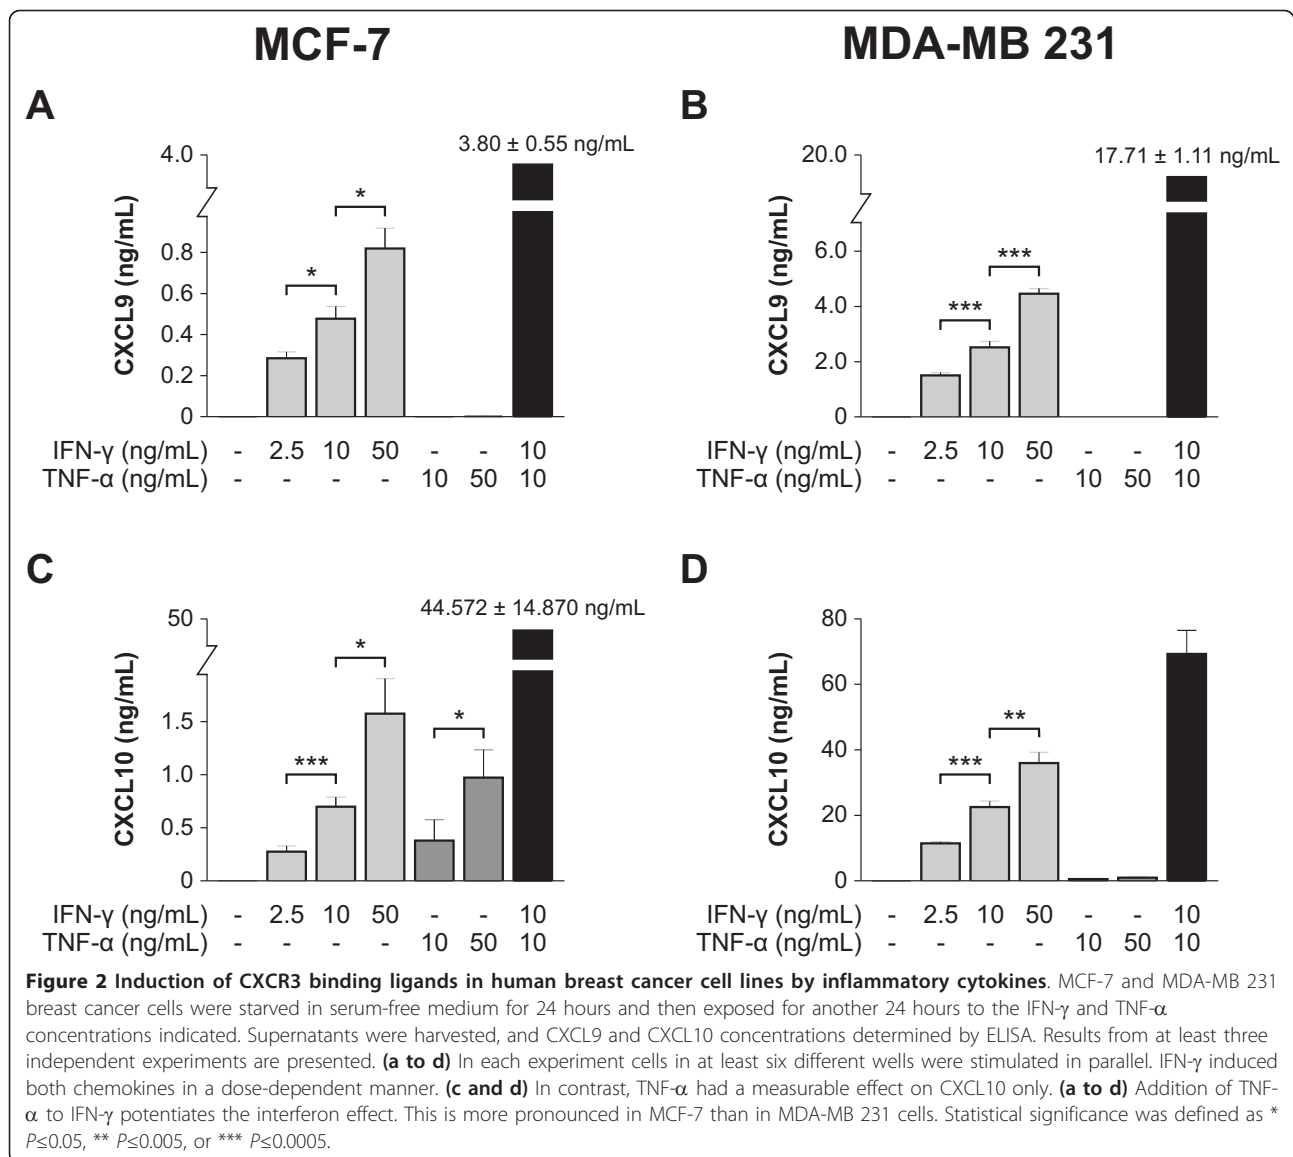 MCF-7
MDA-MB 231
A
3.80 ± 0.55 ng/mL
4.0
*
*
0.8
0.6
0.4
0.2
0
CXCL9 (ng/mL)
IFN-γ (ng/mL) - 2.5 10 50 - - 10
TNF-α (ng/mL) - - - - 10 50 10
B
17.71 ± 1.11 ng/mL
20.0
***
***
6.0
4.0
2.0
0
CXCL9 (ng/mL)
IFN-γ (ng/mL) - 2.5 10 50 - - 10
TNF-α (ng/mL) - - - - 10 50 10
C
44.572 ± 14.870 ng/mL
50
*
*
***
1.5
1.0
0.5
0
CXCL10 (ng/mL)
IFN-γ (ng/mL) - 2.5 10 50 - - 10
TNF-α (ng/mL) - - - - 10 50 10
D
80
60
40
20
0
**
***
CXCL10 (ng/mL)
IFN-γ (ng/mL) - 2.5 10 50 - - 10
TNF-α (ng/mL) - - - - 10 50 10
Figure 2 Induction of CXCR3 binding ligands in human breast cancer cell lines by inflammatory cytokines. MCF-7 and MDA-MB 231
breast cancer cells were starved in serum-free medium for 24 hours and then exposed for another 24 hours to the IFN-γ and TNF-α
concentrations indicated. Supernatants were harvested, and CXCL9 and CXCL10 concentrations determined by ELISA. Results from at least three
independent experiments are presented. (a to d) In each experiment cells in at least six different wells were stimulated in parallel. IFN-γ induced
both chemokines in a dose-dependent manner. (c and d) In contrast, TNF-α had a measurable effect on CXCL10 only. (a to d) Addition of TNF-
α to IFN-γ potentiates the interferon effect. This is more pronounced in MCF-7 than in MDA-MB 231 cells. Statistical significance was defined as *
P≤0.05, ** P≤0.005, or *** P≤0.0005.